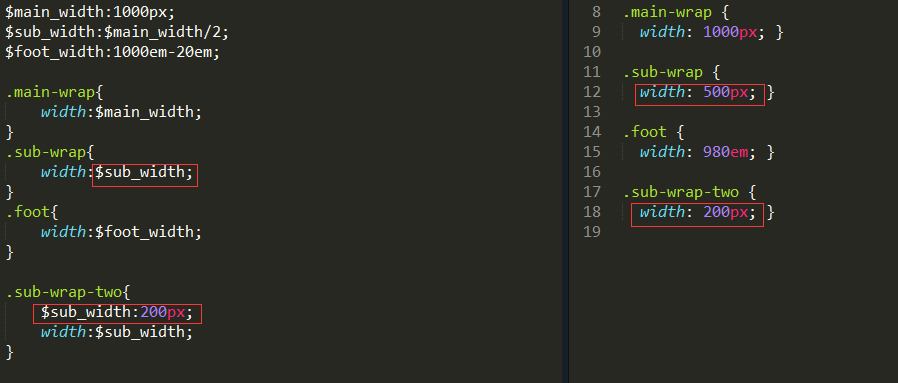 $main_width:1000px;
$sub_width:$main_width/2;
$foot_width:1000em-20em;
.main-wrap{
width:$main_width;
}
.sub-wrap{
width:$sub_width;
}
.foot{
width:$foot_width;
}
.sub-wrap-two{
$sub_width:200px;
width:$sub_width;
}
8 .main-wrap {
9 width: 1000px; }
10
11 .sub-wrap {
12 width: 500px; }
13
14 .foot {
15 width: 980em; }
16
17 .sub-wrap-two {
18 width: 200px; }
19